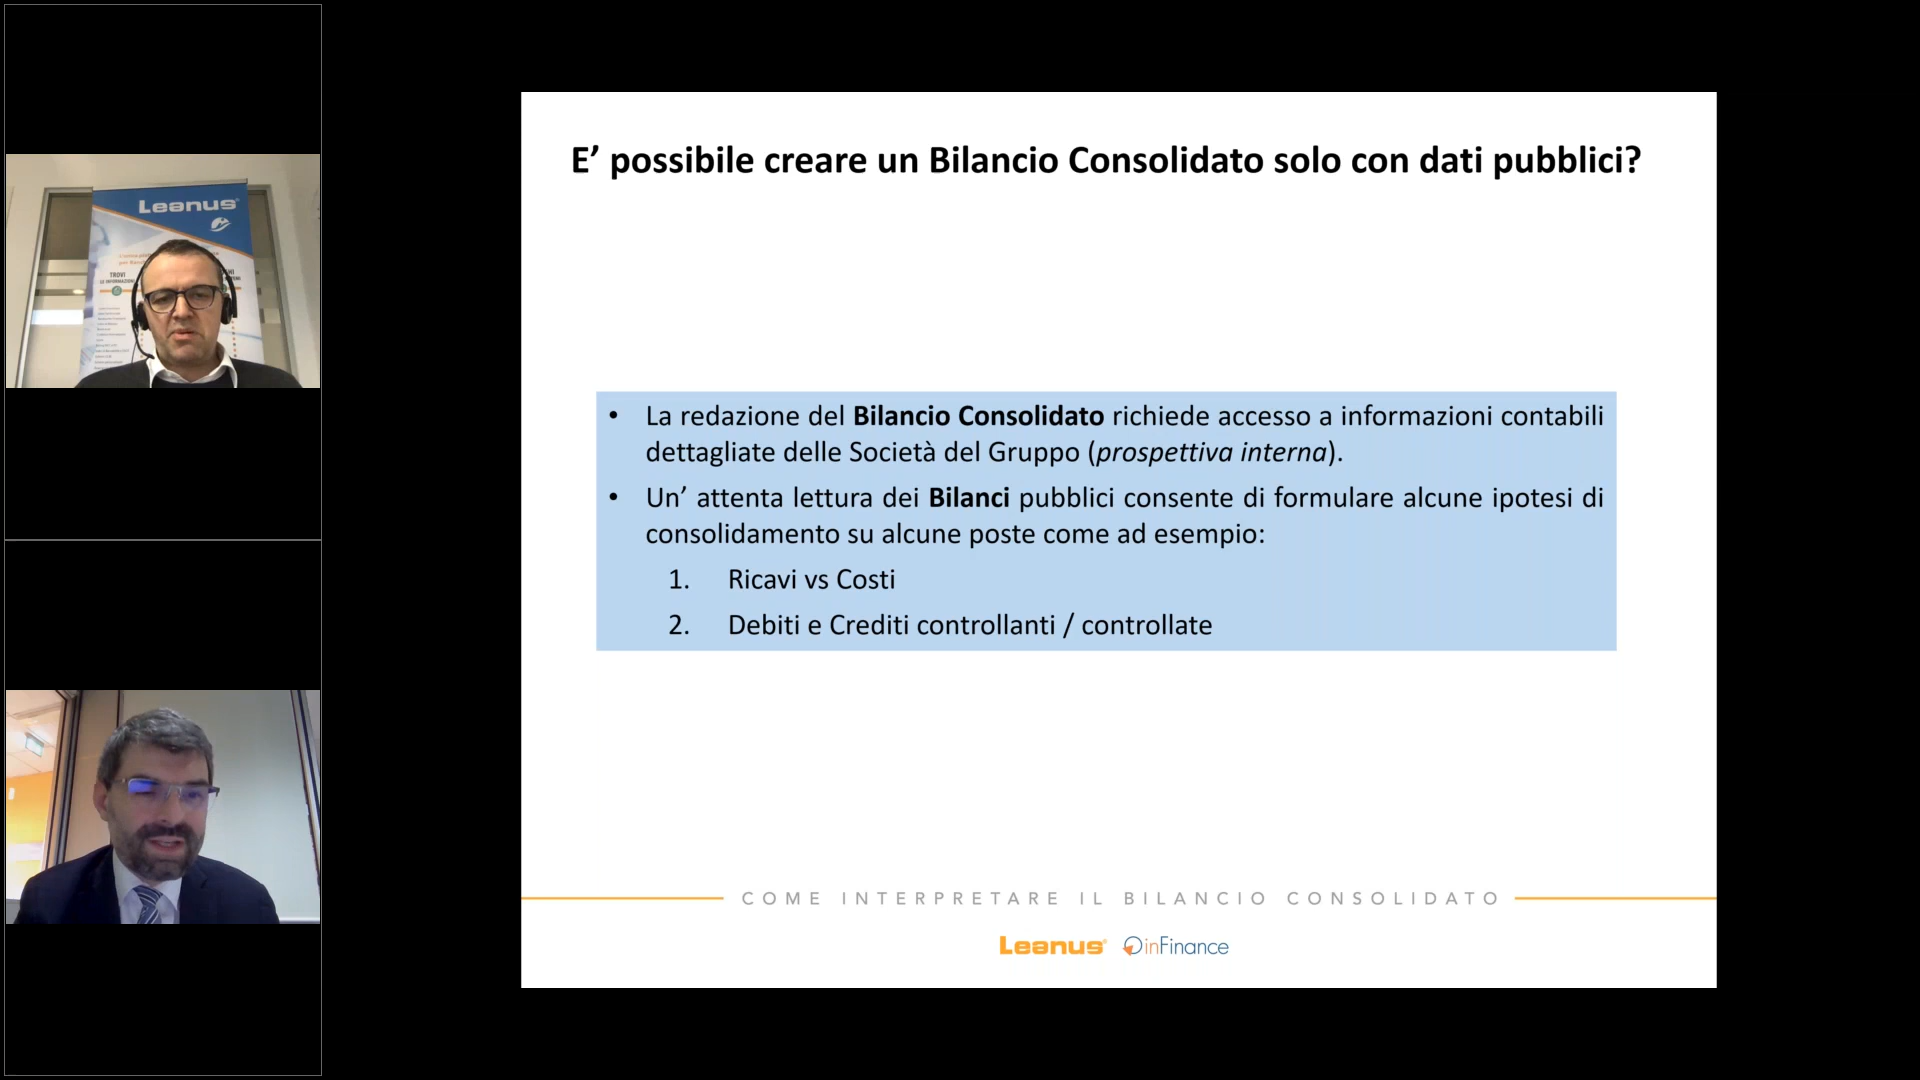 Leanus
TROVI
LE INFORMAZIONI
E’ possibile creare un Bilancio Consolidato solo con dati pubblici?
• La redazione del Bilancio Consolidato richiede accesso a informazioni contabili
dettagliate delle Società del Gruppo (prospettiva interna).
• Un’ attenta lettura dei Bilanci pubblici consente di formulare alcune ipotesi di
consolidamento su alcune poste come ad esempio:
1. Ricavi vs Costi
2. Debiti e Crediti controllanti / controllate
COME INTERPRETARE IL BILANCIO CONSOLIDATO
Leanus inFinance